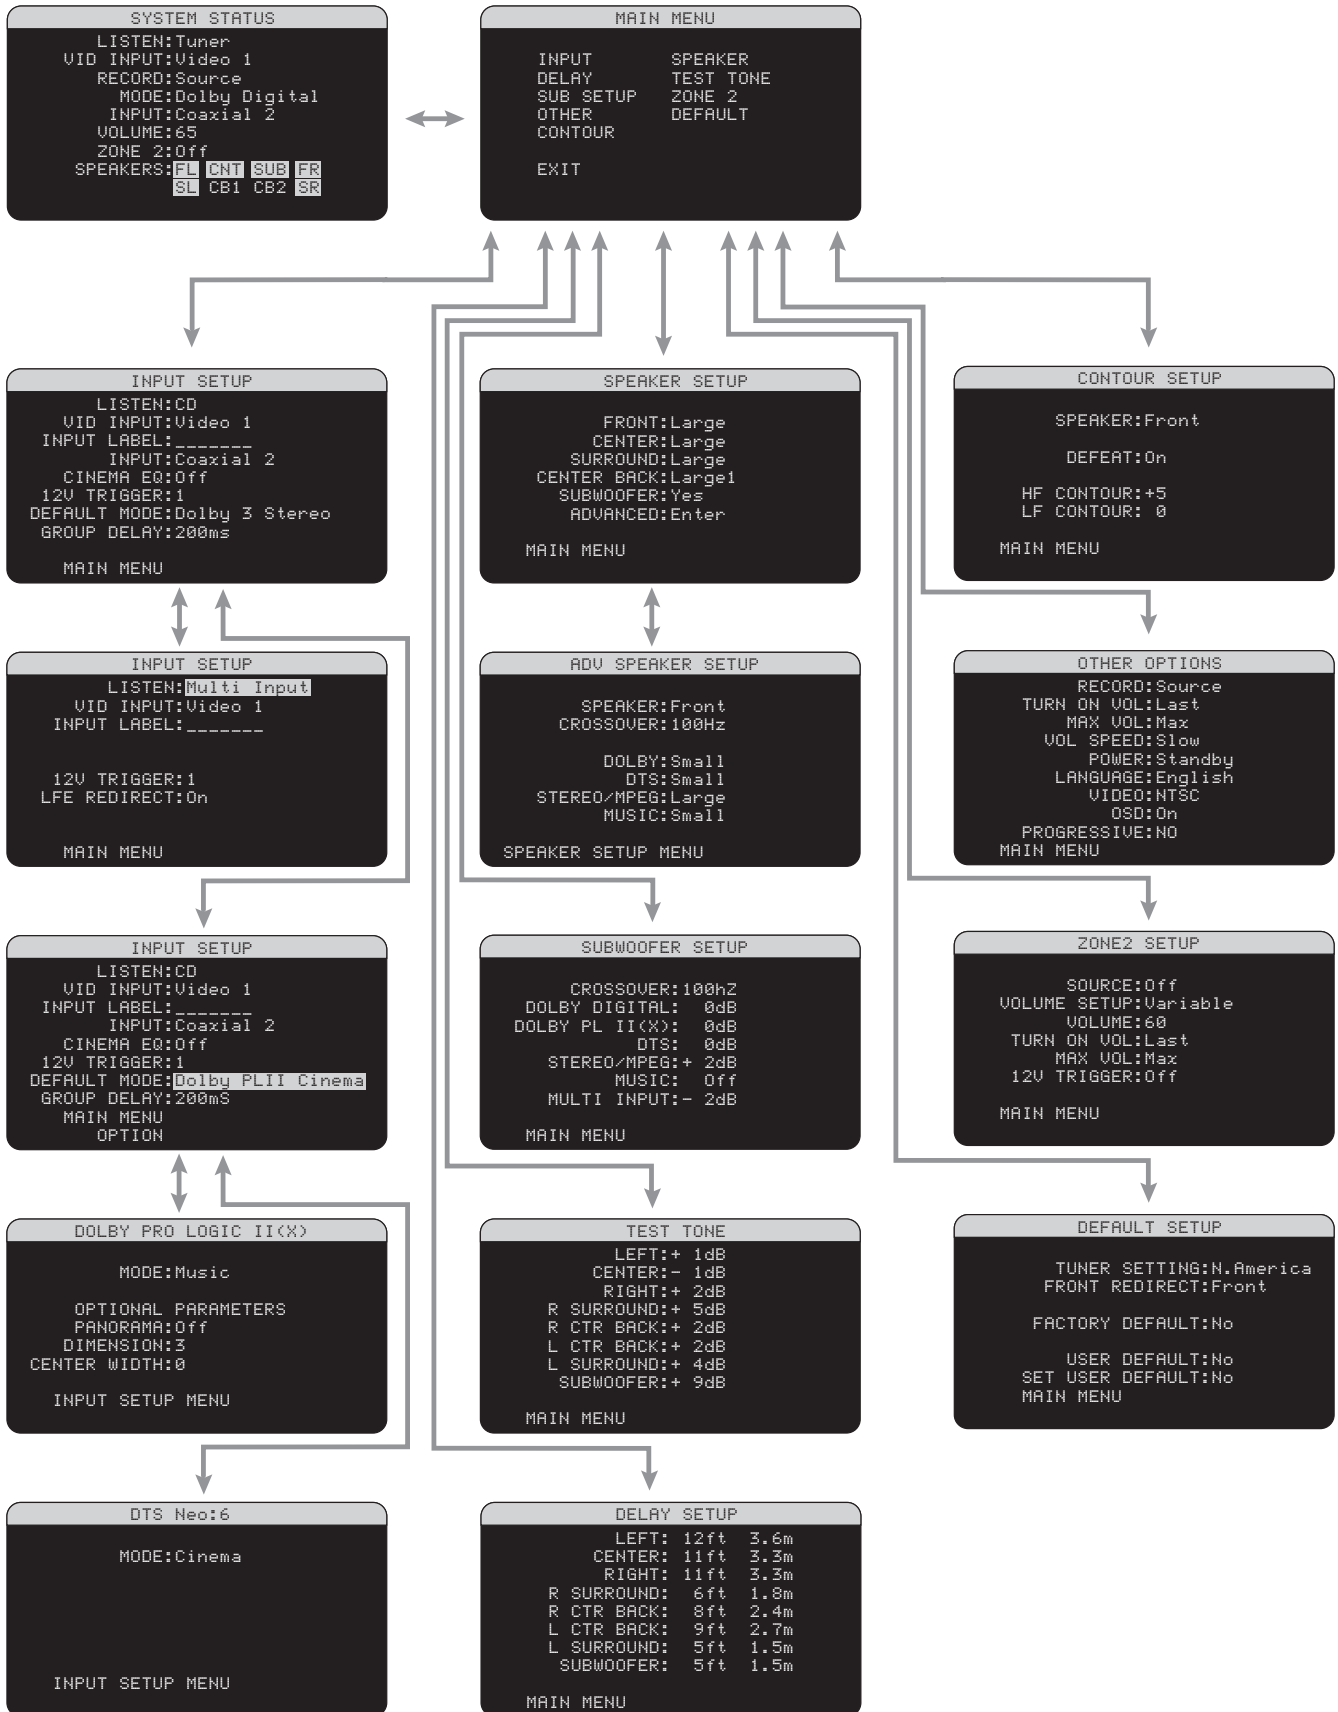 SYSTEM STATUS
LISTEN:Tuner
VID INPUT:Video 1
RECORD:Source
MODE:Dolby Digital
INPUT:Coaxial 2
VOLUME:65
ZONE 2:Off
SPEAKERS:FL CNT SUB FR
SL CB1 CB2 SR
MAIN MENU
INPUT SPEAKER
DELAY TEST TONE
SUB SETUP ZONE 2
OTHER DEFAULT
CONTOUR
EXIT
INPUT SETUP
LISTEN:CD
VID INPUT:Video 1
INPUT LABEL:_______
INPUT:Coaxial 2
CINEMA EQ:Off
12V TRIGGER:1
DEFAULT MODE:Dolby 3 Stereo
GROUP DELAY:200ms
MAIN MENU
SPEAKER SETUP
FRONT:Large
CENTER:Large
SURROUND:Large
CENTER BACK:Large1
SUBWOOFER:Yes
ADVANCED:Enter
MAIN MENU
CONTOUR SETUP
SPEAKER:Front
DEFEAT:On
HF CONTOUR:+5
LF CONTOUR: 0
MAIN MENU
INPUT SETUP
LISTEN:Multi Input
VID INPUT:Video 1
INPUT LABEL:_______
12V TRIGGER:1
LFE REDIRECT:On
MAIN MENU
ADV SPEAKER SETUP
SPEAKER:Front
CROSSOVER:100Hz
DOLBY:Small
DTS:Small
STEREO/MPEG:Large
MUSIC:Small
SPEAKER SETUP MENU
OTHER OPTIONS
RECORD:Source
TURN ON VOL:Last
MAX VOL:Max
VOL SPEED:Slow
POWER:Standby
LANGUAGE:English
VIDEO:NTSC
OSD:On
PROGRESSIVE:NO
MAIN MENU
INPUT SETUP
LISTEN:CD
VID INPUT:Video 1
INPUT LABEL:_______
INPUT:Coaxial 2
CINEMA EQ:Off
12V TRIGGER:1
DEFAULT MODE:Dolby PLII Cinema
GROUP DELAY:200mS
MAIN MENU
OPTION
SUBWOOFER SETUP
CROSSOVER:100hZ
DOLBY DIGITAL: 0dB
DOLBY PL II(X): 0dB
DTS: 0dB
STEREO/MPEG:+ 2dB
MUSIC: Off
MULTI INPUT:- 2dB
MAIN MENU
ZONE2 SETUP
SOURCE:Off
VOLUME SETUP:Variable
VOLUME:60
TURN ON VOL:Last
MAX VOL:Max
12V TRIGGER:Off
MAIN MENU
DOLBY PRO LOGIC II(X)
MODE:Music
OPTIONAL PARAMETERS
PANORAMA:Off
DIMENSION:3
CENTER WIDTH:0
INPUT SETUP MENU
TEST TONE
LEFT:+ 1dB
CENTER:- 1dB
RIGHT:+ 2dB
R SURROUND:+ 5dB
R CTR BACK:+ 2dB
L CTR BACK:+ 2dB
L SURROUND:+ 4dB
SUBWOOFER:+ 9dB
MAIN MENU
DEFAULT SETUP
TUNER SETTING:N.America
FRONT REDIRECT:Front
FACTORY DEFAULT:No
USER DEFAULT:No
SET USER DEFAULT:No
MAIN MENU
DTS Neo:6
MODE:Cinema
INPUT SETUP MENU
DELAY SETUP
LEFT: 12ft 3.6m
CENTER: 11ft 3.3m
RIGHT: 11ft 3.3m
R SURROUND: 6ft 1.8m
R CTR BACK: 8ft 2.4m
L CTR BACK: 9ft 2.7m
L SURROUND: 5ft 1.5m
SUBWOOFER: 5ft 1.5m
MAIN MENU